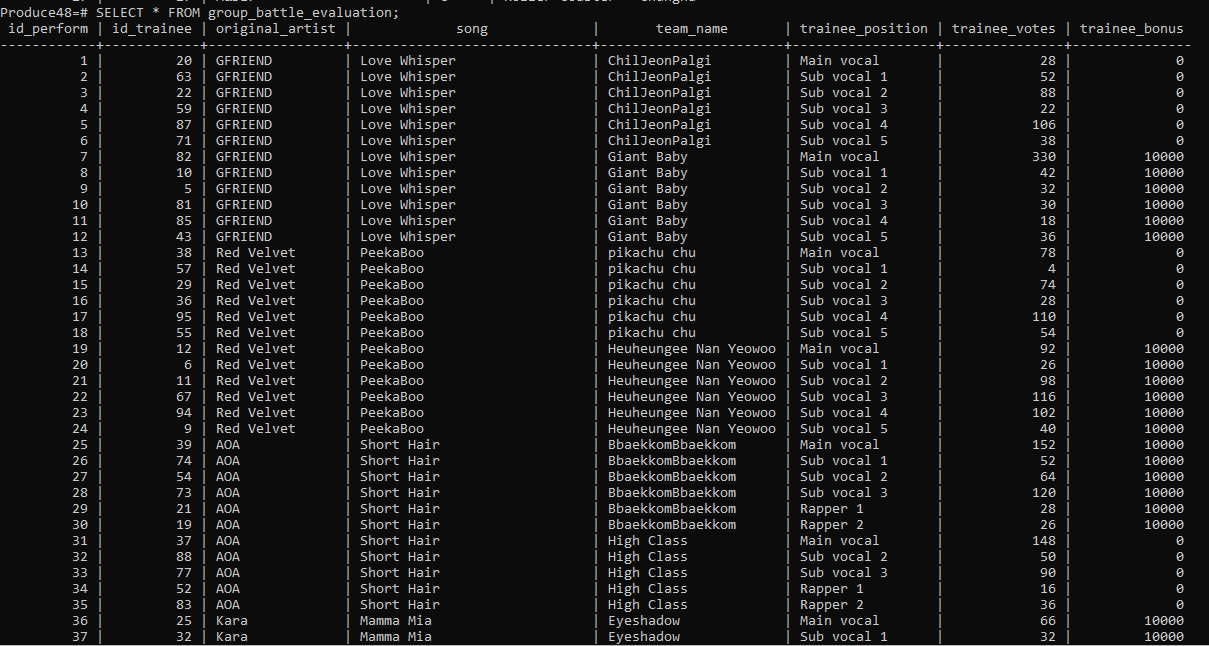 Produce48=# SELECT * FROM group_battle_evaluation;
id_perform | id_trainee | original_artist | song | team_name | trainee_position | trainee_votes | trainee_bonus
------------+------------+-----------------+------------------------------+-----------------------+------------------+---------------+---------------
1 | 20 | GFRIEND | Love Whisper | ChilJeonPalgi | Main vocal | 28 | 0
2 | 63 | GFRIEND | Love Whisper | ChilJeonPalgi | Sub vocal 1 | 52 | 0
3 | 22 | GFRIEND | Love Whisper | ChilJeonPalgi | Sub vocal 2 | 88 | 0
4 | 59 | GFRIEND | Love Whisper | ChilJeonPalgi | Sub vocal 3 | 22 | 0
5 | 87 | GFRIEND | Love Whisper | ChilJeonPalgi | Sub vocal 4 | 106 | 0
6 | 71 | GFRIEND | Love Whisper | ChilJeonPalgi | Sub vocal 5 | 38 | 0
7 | 82 | GFRIEND | Love Whisper | Giant Baby | Main vocal | 330 | 10000
8 | 10 | GFRIEND | Love Whisper | Giant Baby | Sub vocal 1 | 42 | 10000
9 | 5 | GFRIEND | Love Whisper | Giant Baby | Sub vocal 2 | 32 | 10000
10 | 81 | GFRIEND | Love Whisper | Giant Baby | Sub vocal 3 | 30 | 10000
11 | 85 | GFRIEND | Love Whisper | Giant Baby | Sub vocal 4 | 18 | 10000
12 | 43 | GFRIEND | Love Whisper | Giant Baby | Sub vocal 5 | 36 | 10000
13 | 38 | Red Velvet | PeekaBoo | pikachu chu | Main vocal | 78 | 0
14 | 57 | Red Velvet | PeekaBoo | pikachu chu | Sub vocal 1 | 4 | 0
15 | 29 | Red Velvet | PeekaBoo | pikachu chu | Sub vocal 2 | 74 | 0
16 | 36 | Red Velvet | PeekaBoo | pikachu chu | Sub vocal 3 | 28 | 0
17 | 95 | Red Velvet | PeekaBoo | pikachu chu | Sub vocal 4 | 110 | 0
18 | 55 | Red Velvet | PeekaBoo | pikachu chu | Sub vocal 5 | 54 | 0
19 | 12 | Red Velvet | PeekaBoo | Heuheungee Nan Yeowoo | Main vocal | 92 | 10000
20 | 6 | Red Velvet | PeekaBoo | Heuheungee Nan Yeowoo | Sub vocal 1 | 26 | 10000
21 | 11 | Red Velvet | PeekaBoo | Heuheungee Nan Yeowoo | Sub vocal 2 | 98 | 10000
22 | 67 | Red Velvet | PeekaBoo | Heuheungee Nan Yeowoo | Sub vocal 3 | 116 | 10000
23 | 94 | Red Velvet | PeekaBoo | Heuheungee Nan Yeowoo | Sub vocal 4 | 102 | 10000
24 | 9 | Red Velvet | PeekaBoo | Heuheungee Nan Yeowoo | Sub vocal 5 | 40 | 10000
25 | 39 | AOA | Short Hair | BbaekkomBbaekkom | Main vocal | 152 | 10000
26 | 74 | AOA | Short Hair | BbaekkomBbaekkom | Sub vocal 1 | 52 | 10000
27 | 54 | AOA | Short Hair | BbaekkomBbaekkom | Sub vocal 2 | 64 | 10000
28 | 73 | AOA | Short Hair | BbaekkomBbaekkom | Sub vocal 3 | 120 | 10000
29 | 21 | AOA | Short Hair | BbaekkomBbaekkom | Rapper 1 | 28 | 10000
30 | 19 | AOA | Short Hair | BbaekkomBbaekkom | Rapper 2 | 26 | 10000
31 | 37 | AOA | Short Hair | High Class | Main vocal | 148 | 0
32 | 88 | AOA | Short Hair | High Class | Sub vocal 2 | 50 | 0
33 | 77 | AOA | Short Hair | High Class | Sub vocal 3 | 90 | 0
34 | 52 | AOA | Short Hair | High Class | Rapper 1 | 16 | 0
35 | 83 | AOA | Short Hair | High Class | Rapper 2 | 36 | 0
36 | 25 | Kara | Mamma Mia | Eyeshadow | Main vocal | 66 | 10000
37 | 32 | Kara | Mamma Mia | Eyeshadow | Sub vocal 1 | 32 | 10000